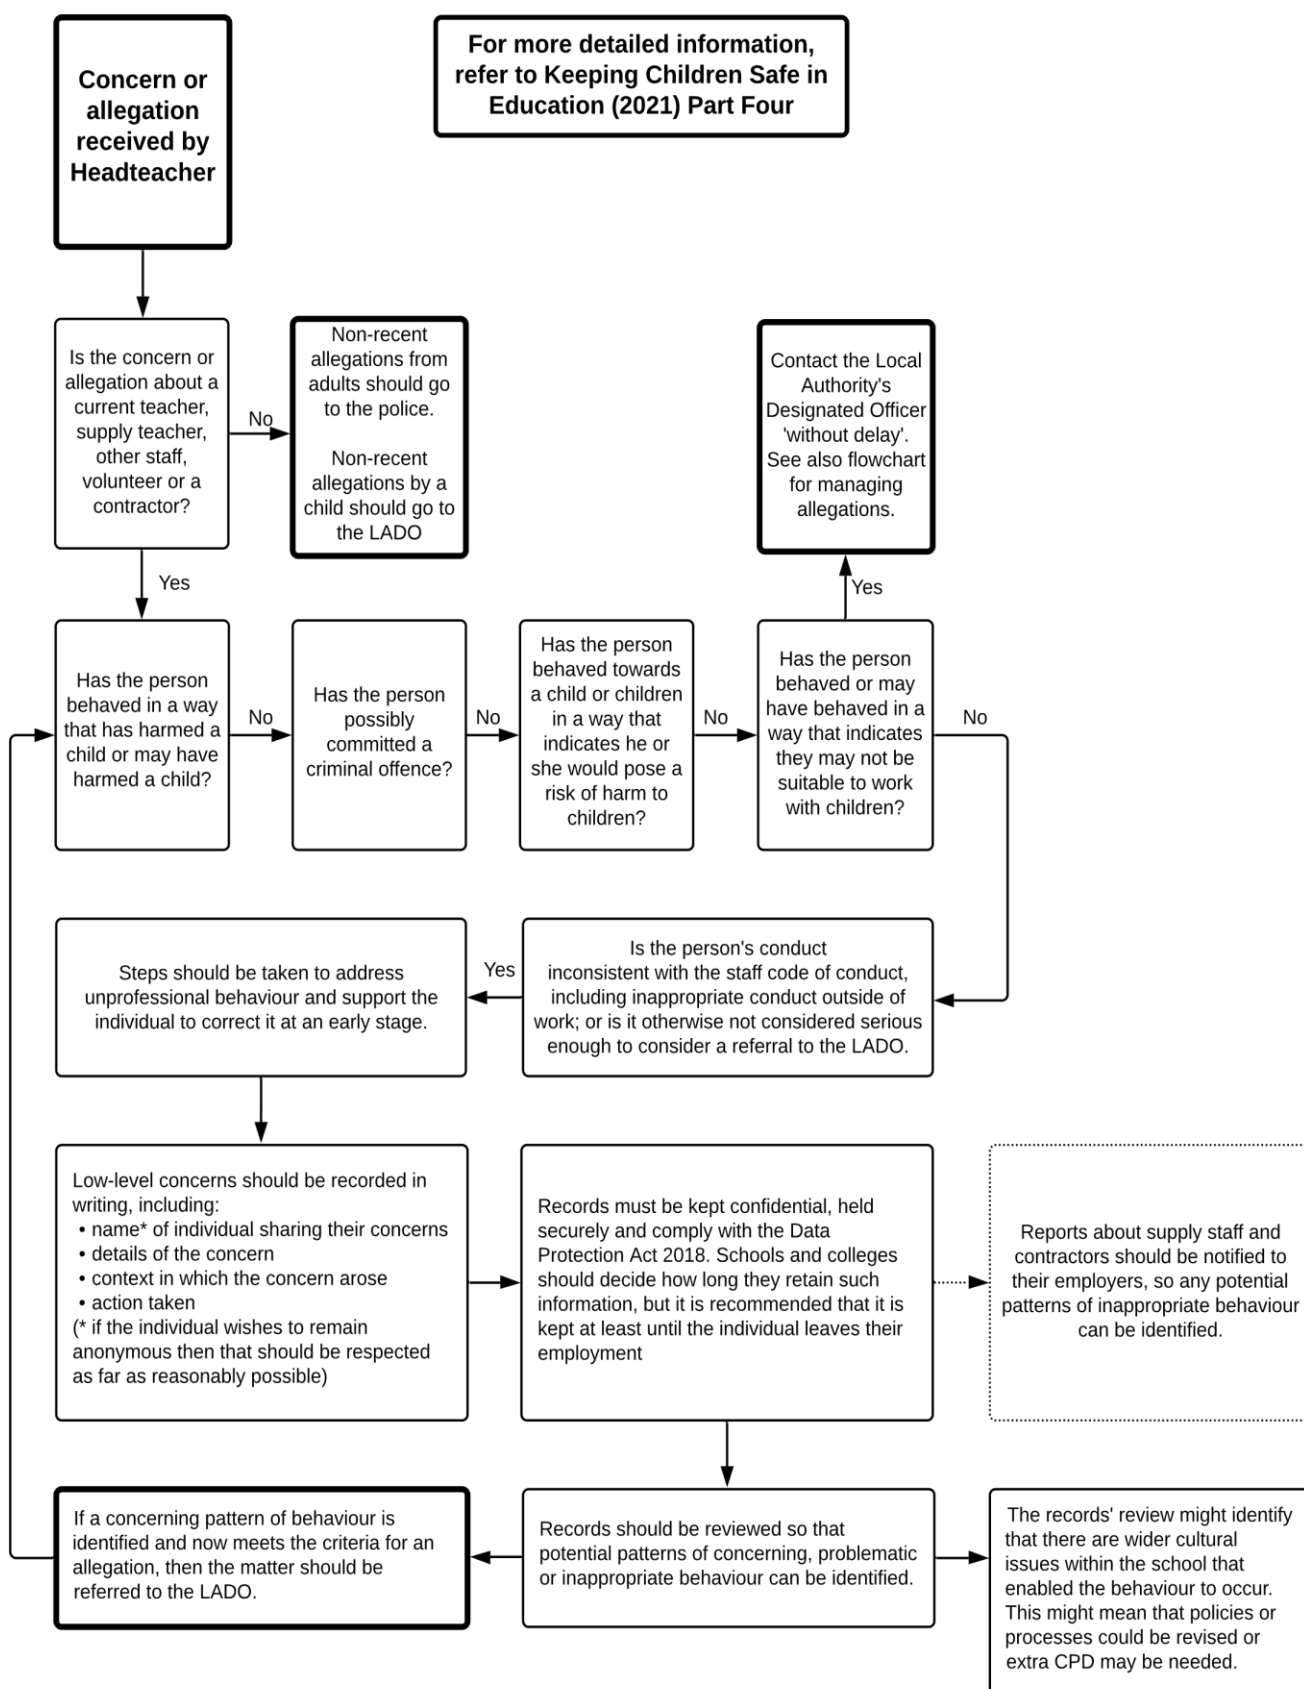 Concern or
allegation
received by
Headteacher
For more detailed information,
refer to Keeping Children Safe in
Education (2021) Part Four
Is the concern or
allegation about a
current teacher,
supply teacher,
other staff,
volunteer or a
contractor?
No
Non-recent
allegations from
adults should go
to the police.
Non-recent
allegations by a
child should go to
the LADO
Contact the Local
Authority's
Designated Officer
'without delay'.
See also flowchart
for managing
allegations.
Yes
Yes
Has the person
behaved in a way
that has harmed a
child or may have
harmed a child?
No
Has the person
possibly
committed a
criminal offence?
No
Has the person
behaved towards
a child or children
in a way that
indicates he or
she would pose a
risk of harm to
children?
No
Has the person
behaved or may
have behaved in a
way that indicates
they may not be
suitable to work
with children?
No
Is the person's conduct
inconsistent with the staff code of conduct,
including inappropriate conduct outside of
work; or is it otherwise not considered serious
enough to consider a referral to the LADO.
Yes
Steps should be taken to address
unprofessional behaviour and support the
individual to correct it at an early stage.
Low-level concerns should be recorded in
writing, including:
• name* of individual sharing their concerns
• details of the concern
• context in which the concern arose
• action taken
(* if the individual wishes to remain
anonymous then that should be respected
as far as reasonably possible)
Records must be kept confidential, held
securely and comply with the Data
Protection Act 2018. Schools and colleges
should decide how long they retain such
information, but it is recommended that it is
kept at least until the individual leaves their
employment
Reports about supply staff and
contractors should be notified to
their employers, so any potential
patterns of inappropriate behaviour
can be identified.
If a concerning pattern of behaviour is
identified and now meets the criteria for an
allegation, then the matter should be
referred to the LADO.
Records should be reviewed so that
potential patterns of concerning, problematic
or inappropriate behaviour can be identified.
The records' review might identify
that there are wider cultural
issues within the school that
enabled the behaviour to occur.
This might mean that policies or
processes could be revised or
extra CPD may be needed.